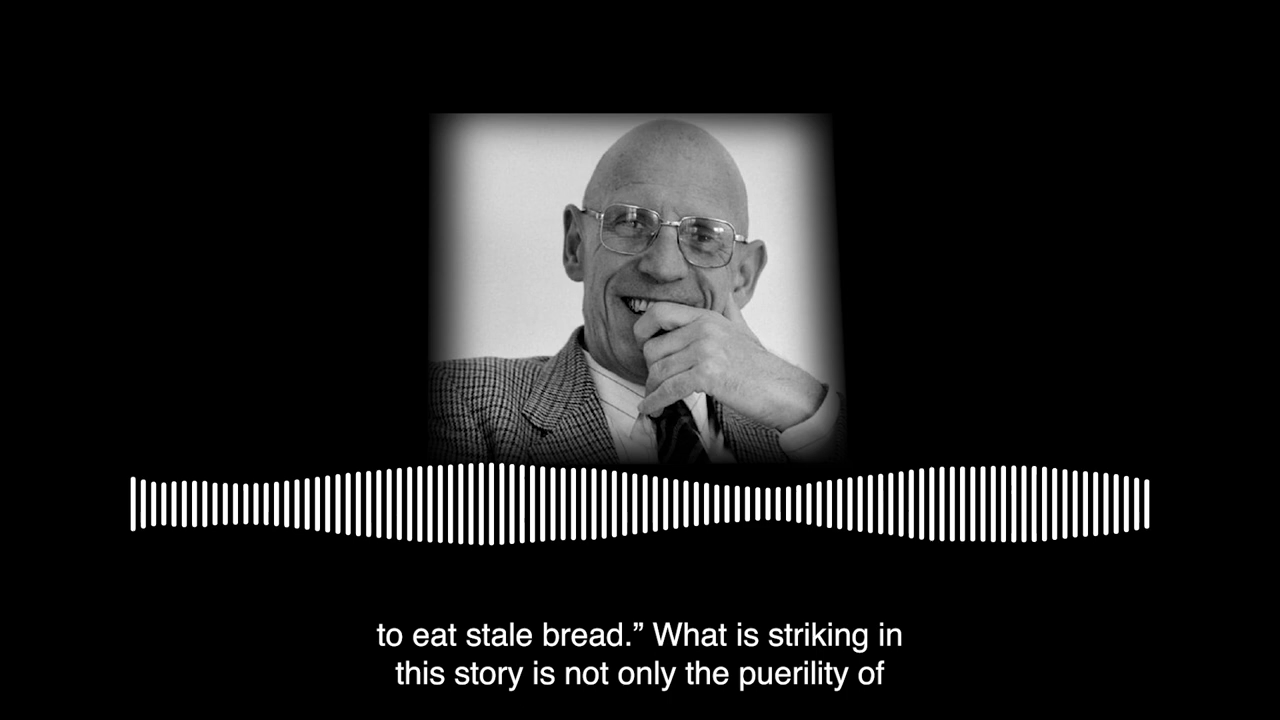 to eat stale bread.” What is striking in
this story is not only the puerility of